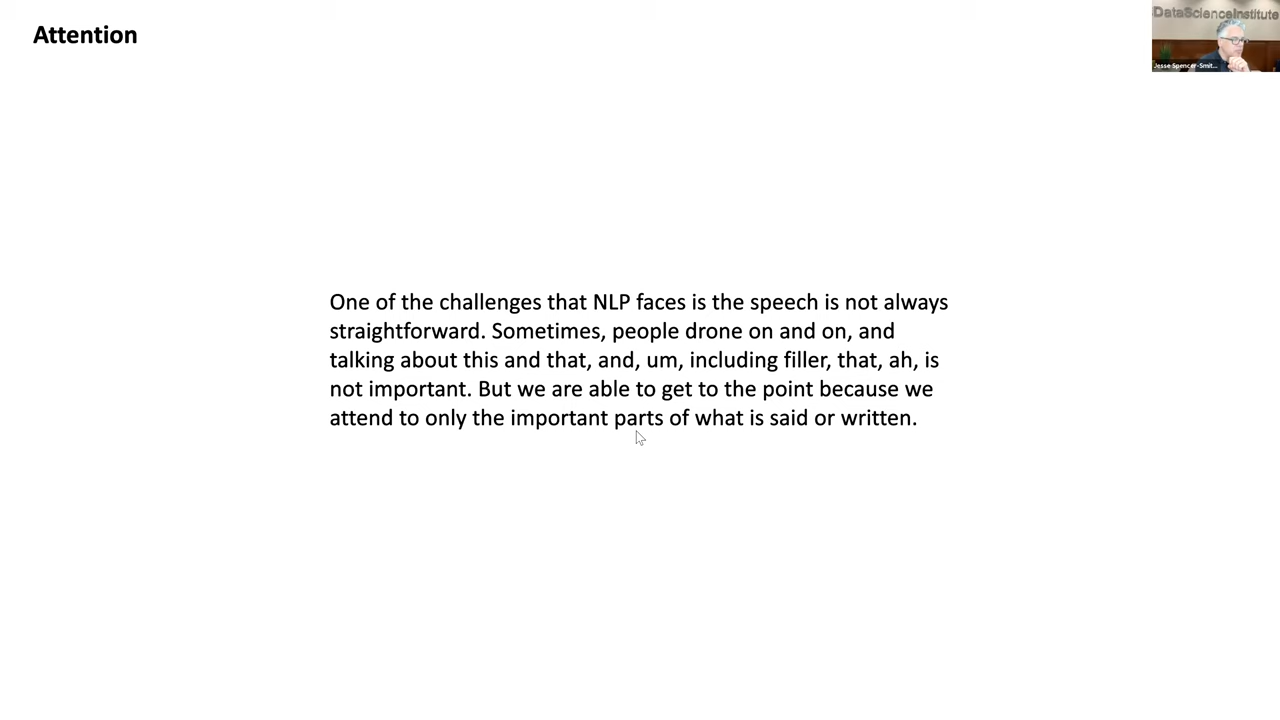 Attention
DataScienceInstitute
Jesse Spencer-Smit...
One of the challenges that NLP faces is the speech is not always
straightforward. Sometimes, people drone on and on, and
talking about this and that, and, um, including filler, that, ah, is
not important. But we are able to get to the point because we
attend to only the important parts of what is said or written.